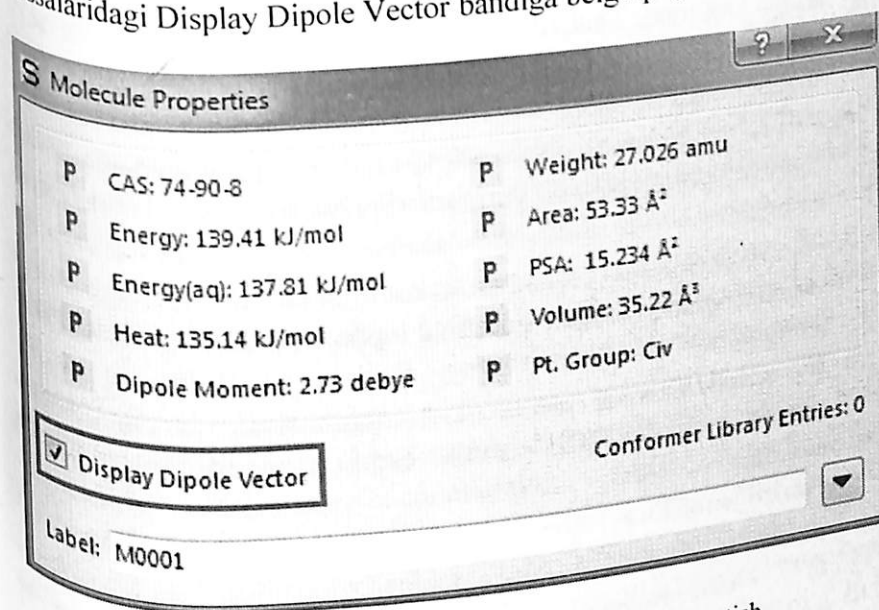 Display Dipole Vector bandiga
? X
S Molecule Properties
P CAS: 74-90-8
P Energy: 139.41 kJ/mol
P Energy(aq): 137.81 kJ/mol
P Heat: 135.14 kJ/mol
P Dipole Moment: 2.73 debye
P Weight: 27.026 amu
P Area: 53.33 Å²
P PSA: 15.234 Å²
P Volume: 35.22 Å³
P Pt. Group: C∞v
Display Dipole Vector
Conformer Library Entries: 0
Label: M0001